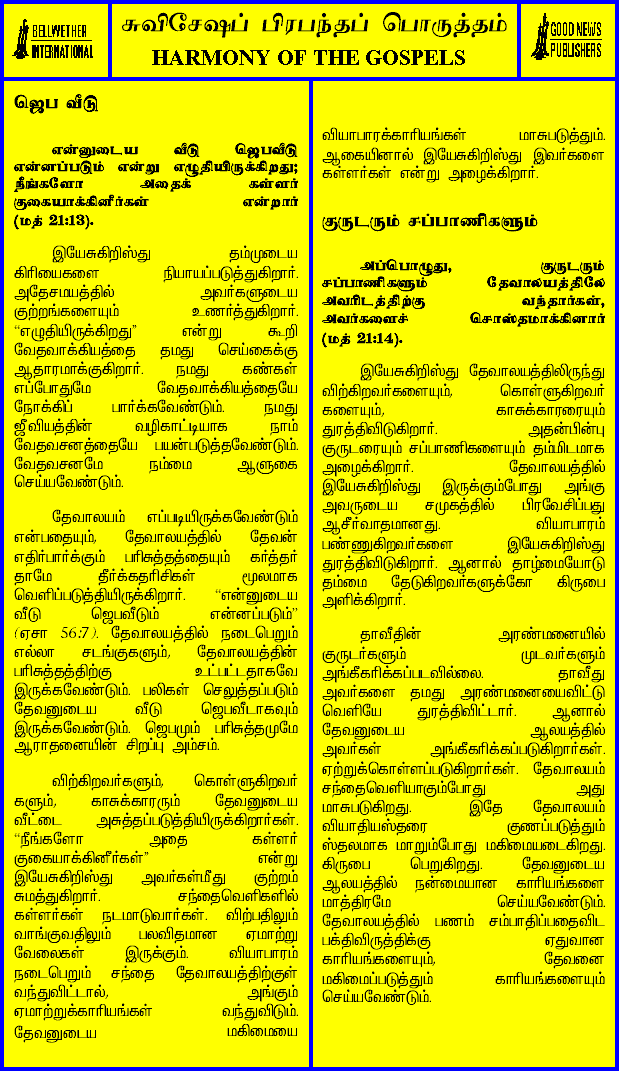 BELLWETHER
INTERNATIONAL
சுவிசேஷப் பிரபந்தப் பொருத்தம்
HARMONY OF THE GOSPELS
GOOD NEWS
PUBLISHERS
ஜெப வீடு
என்னுடைய வீடு ஜெபவீடு
என்னப்படும் என்று எழுதியிருக்கிறது;
நீங்களோ அதைக் கள்ளர்
குகையாக்கினீர்கள் என்றார்
(மத் 21:13).
இயேசுகிறிஸ்து தம்முடைய
கிரியைகளை நியாயப்படுத்துகிறார்.
அதேசமயத்தில் அவர்களுடைய
குற்றங்களையும் உணர்த்துகிறார்.
“எழுதியிருக்கிறது” என்று கூறி
வேதவாக்கியத்தை தமது செய்கைக்கு
ஆதாரமாக்குகிறார். நமது கண்கள்
எப்போதுமே வேதவாக்கியத்தையே
நோக்கிப் பார்க்கவேண்டும். நமது
ஜீவியத்தின் வழிகாட்டியாக நாம்
வேதவசனத்தையே பயன்படுத்தவேண்டும்.
வேதவசனமே நம்மை ஆளுகை
செய்யவேண்டும்.
தேவாலயம் எப்படியிருக்கவேண்டும்
என்பதையும், தேவாலயத்தில் தேவன்
எதிர்பார்க்கும் பரிசுத்தத்தையும் கர்த்தர்
தாமே தீர்க்கதரிசிகள் மூலமாக
வெளிப்படுத்தியிருக்கிறார். “என்னுடைய
வீடு ஜெபவீடும் என்னப்படும்”
(ஏசா 56:7). தேவாலயத்தில் நடைபெறும்
எல்லா சடங்குகளும், தேவாலயத்தின்
பரிசுத்தத்திற்கு உட்பட்டதாகவே
இருக்கவேண்டும். பலிகள் செலுத்தப்படும்
தேவனுடைய வீடு ஜெபவீடாகவும்
இருக்கவேண்டும். ஜெபமும் பரிசுத்தமுமே
ஆராதனையின் சிறப்பு அம்சம்.
விற்கிறவர்களும், கொள்ளுகிறவர்
களும், காசுக்காரரும் தேவனுடைய
வீட்டை அசுத்தப்படுத்தியிருக்கிறார்கள்.
“நீங்களோ அதை கள்ளர்
குகையாக்கினீர்கள்” என்று
இயேசுகிறிஸ்து அவர்கள்மீது குற்றம்
சுமத்துகிறார். சந்தைவெளிகளில்
கள்ளர்கள் நடமாடுவார்கள். விற்பதிலும்
வாங்குவதிலும் பலவிதமான ஏமாற்று
வேலைகள் இருக்கும். வியாபாரம்
நடைபெறும் சந்தை தேவாலயத்திற்குள்
வந்துவிட்டால், அங்கும்
ஏமாற்றுக்காரியங்கள் வந்துவிடும்.
தேவனுடைய மகிமையை
வியாபாரக்காரியங்கள் மாசுபடுத்தும்.
ஆகையினால் இயேசுகிறிஸ்து இவர்களை
கள்ளர்கள் என்று அழைக்கிறார்.
குருடரும் சப்பாணிகளும்
அப்பொழுது, குருடரும்
சப்பாணிகளும் தேவாலயத்திலே
அவரிடத்திற்கு வந்தார்கள்,
அவர்களைச் சொஸ்தமாக்கினார்
(மத் 21:14).
இயேசுகிறிஸ்து தேவாலயத்திலிருந்து
விற்கிறவர்களையும், கொள்ளுகிறவர்
களையும், காசுக்காரரையும்
துரத்திவிடுகிறார். அதன்பின்பு
குருடரையும் சப்பாணிகளையும் தம்மிடமாக
அழைக்கிறார். தேவாலயத்தில்
இயேசுகிறிஸ்து இருக்கும்போது அங்கு
அவருடைய சமுகத்தில் பிரவேசிப்பது
ஆசீர்வாதமானது. வியாபாரம்
பண்ணுகிறவர்களை இயேசுகிறிஸ்து
துரத்திவிடுகிறார். ஆனால் தாழ்மையோடு
தம்மை தேடுகிறவர்களுக்கோ கிருபை
அளிக்கிறார்.
தாவீதின் அரண்மனையில்
குருடர்களும் முடவர்களும்
அங்கீகரிக்கப்படவில்லை. தாவீது
அவர்களை தமது அரண்மனையைவிட்டு
வெளியே துரத்திவிட்டார். ஆனால்
தேவனுடைய ஆலயத்தில்
அவர்கள் அங்கீகரிக்கப்படுகிறார்கள்.
ஏற்றுக்கொள்ளப்படுகிறார்கள். தேவாலயம்
சந்தைவெளியாகும்போது அது
மாசுபடுகிறது. இதே தேவாலயம்
வியாதியஸ்தரை குணப்படுத்தும்
ஸ்தலமாக மாறும்போது மகிமையடைகிறது.
கிருபை பெறுகிறது. தேவனுடைய
ஆலயத்தில் நன்மையான காரியங்களை
மாத்திரமே செய்யவேண்டும்.
தேவாலயத்தில் பணம் சம்பாதிப்பதைவிட
பக்திவிருத்திக்கு ஏதுவான
காரியங்களையும், தேவனை
மகிமைப்படுத்தும் காரியங்களையும்
செய்யவேண்டும்.